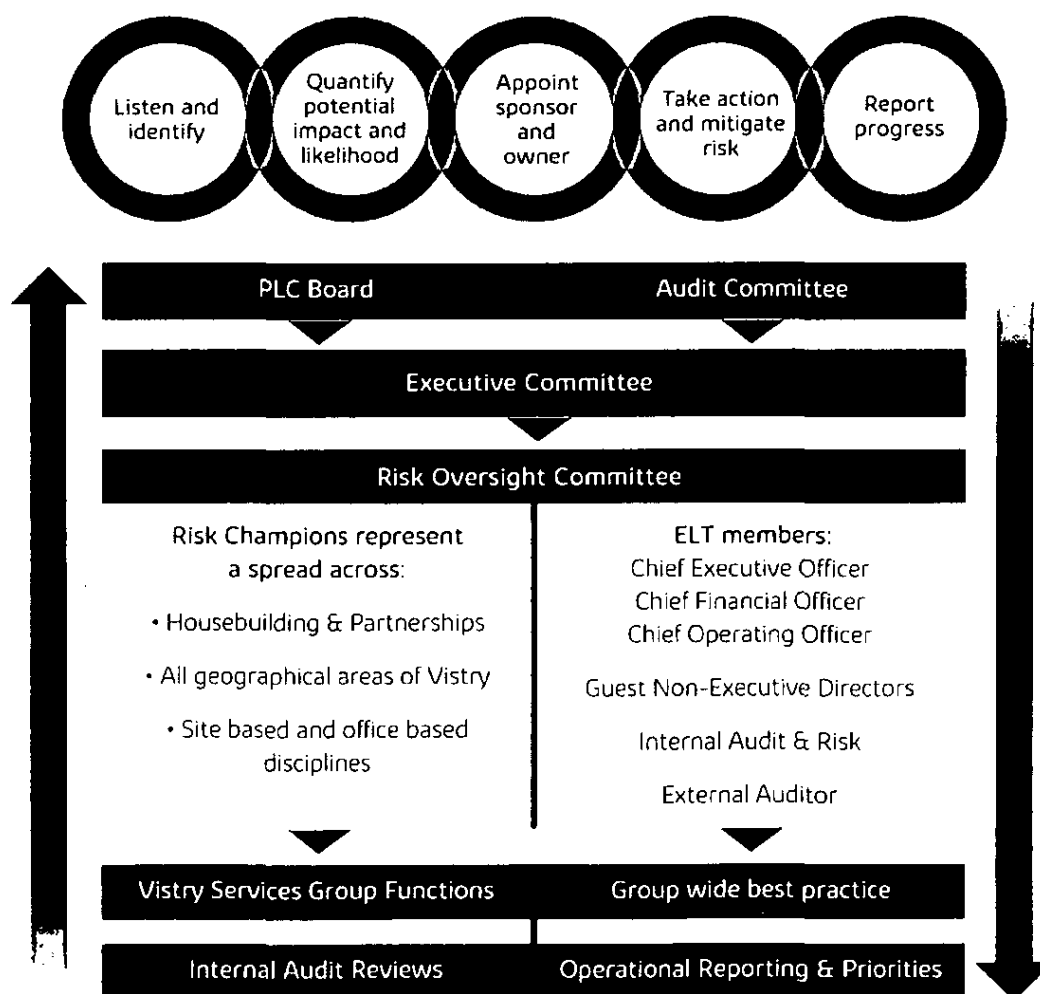 Listen and
identify
Quantify
potential
impact and
likelihood
Appoint
sponsor
and
owner
Take action
and mitigate
risk
Report
progress
PLC Board
Audit Committee
Executive Committee
Risk Oversight Committee
Risk Champions represent
a spread across:
• Housebuilding & Partnerships
• All geographical areas of Vistry
• Site based and office based
disciplines
ELT members:
Chief Executive Officer
Chief Financial Officer
Chief Operating Officer
Guest Non-Executive Directors
Internal Audit & Risk
External Auditor
Vistry Services Group Functions
Group wide best practice
Internal Audit Reviews
Operational Reporting & Priorities